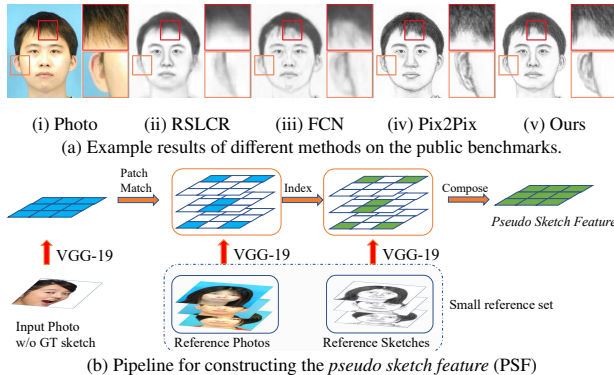 (i) Photo (ii) RSLCR (iii) FCN (iv) Pix2Pix (v) Ours
(a) Example results of different methods on the public benchmarks.
Patch
Match
Index
Compose
Pseudo Sketch Feature
VGG-19 VGG-19 VGG-19
Input Photo
w/o GT sketch
Reference Photos
Reference Sketches
Small reference set
(b) Pipeline for constructing the pseudo sketch feature (PSF)